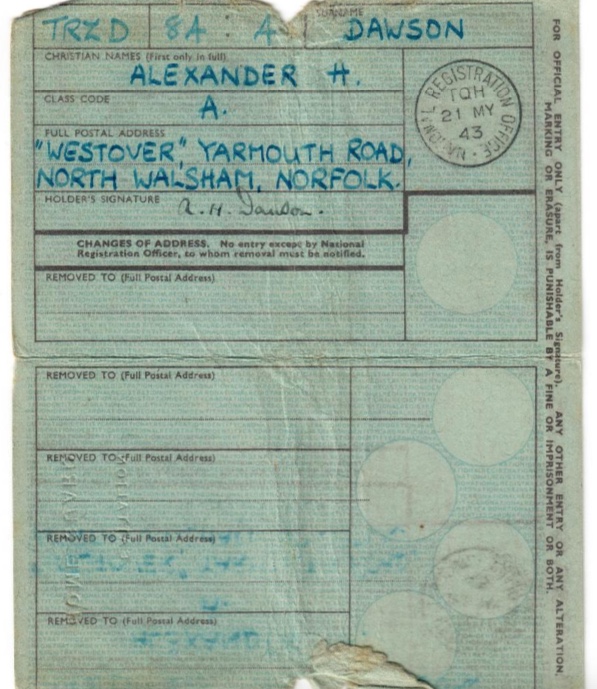 SURNAME
TRZD 84 : 4 DAWSON
CHRISTIAN NAMES (First only in full)
ALEXANDER H.
CLASS CODE
A.
FULL POSTAL ADDRESS
"WESTOVER", YARMOUTH ROAD,
NORTH WALSHAM, NORFOLK.
HOLDER'S SIGNATURE A. H. Dawson.
NATIONAL REGISTRATION OFFICE
TQH
21 MY
43
CHANGES OF ADDRESS. No entry except by National
Registration Officer, to whom removal must be notified.
REMOVED TO (Full Postal Address)
REMOVED TO (Full Postal Address)
REMOVED TO (Full Postal Address)
REMOVED TO (Full Postal Address)
REMOVED TO (Full Postal Address)
FOR OFFICIAL ENTRY ONLY (apart from Holder's Signature). ANY OTHER ENTRY OR ANY ALTERATION,
MARKING OR ERASURE, IS PUNISHABLE BY A FINE OR IMPRISONMENT OR BOTH.